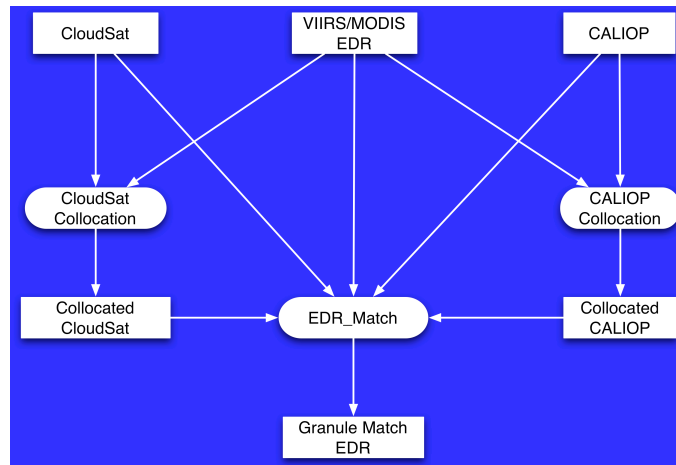 CloudSat
VIIRS/MODIS
EDR
CALIOP
CloudSat
Collocation
CALIOP
Collocation
Collocated
CloudSat
EDR_Match
Collocated
CALIOP
Granule Match
EDR